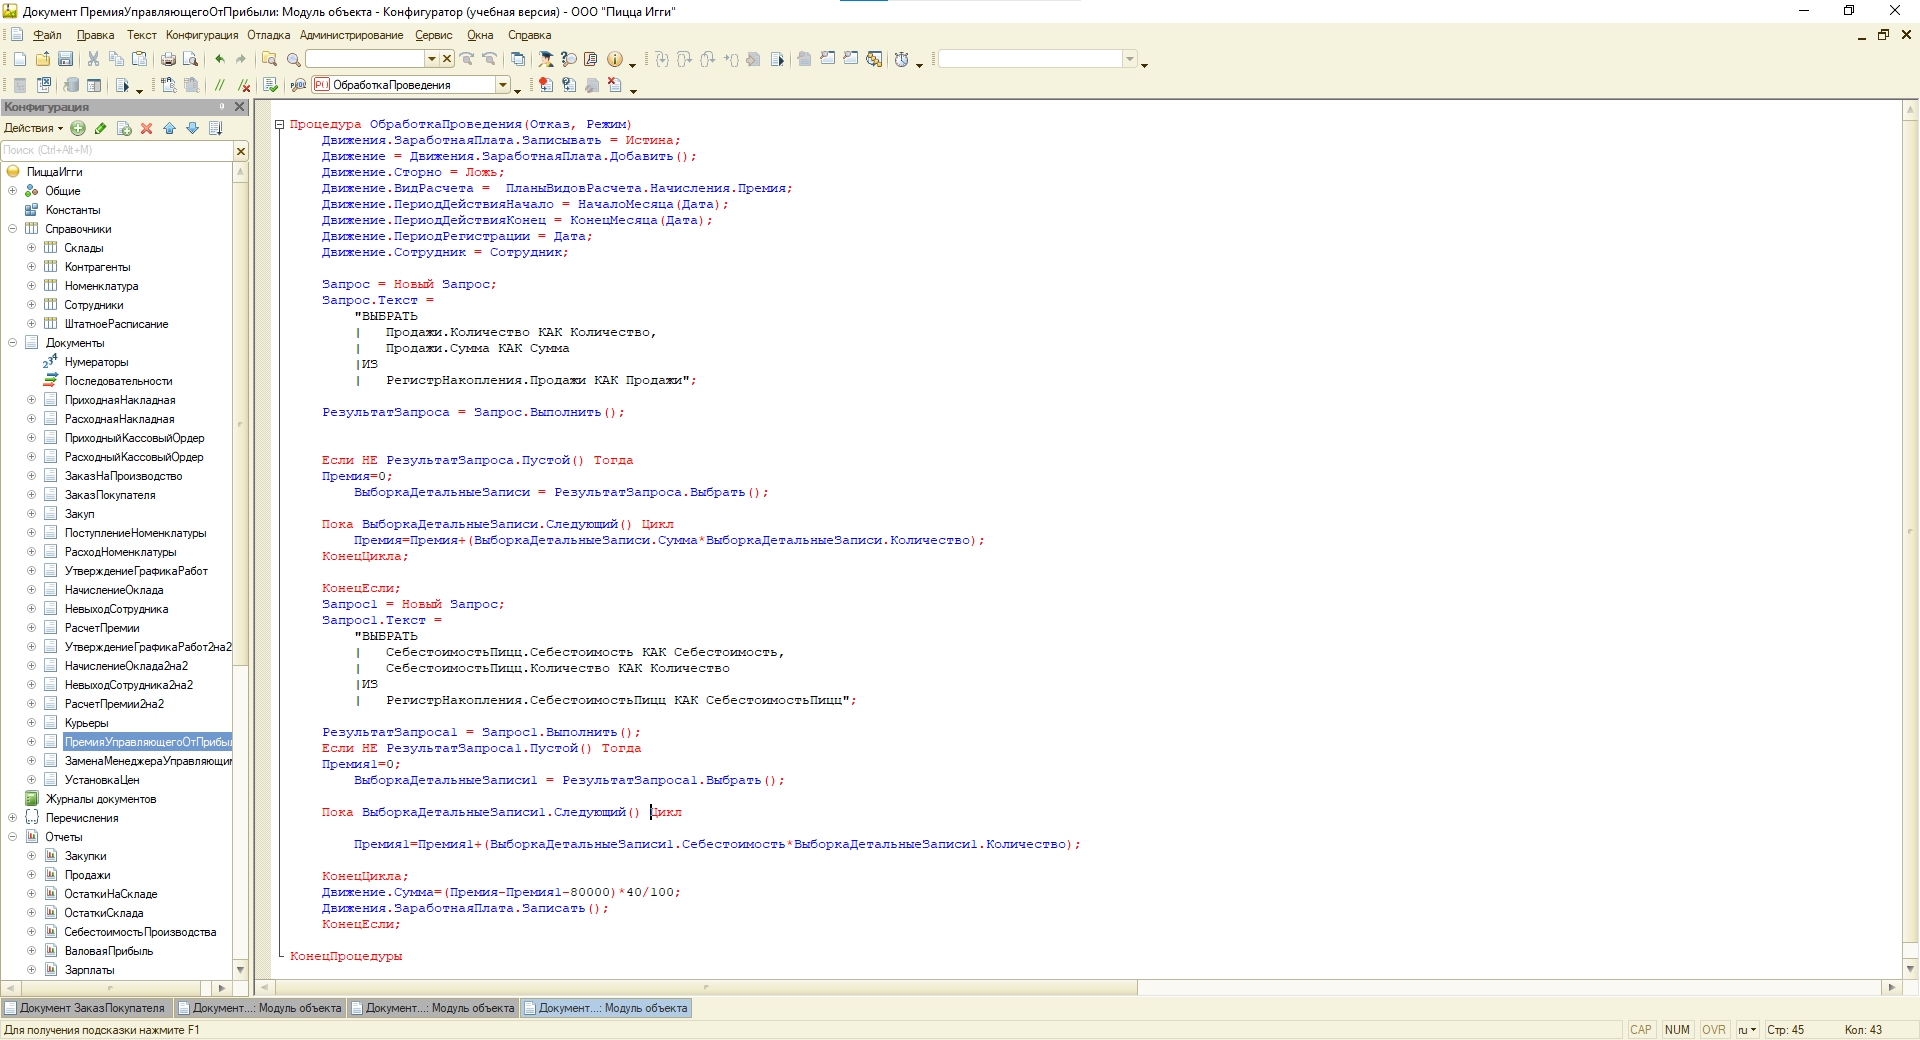 Документ ПремияУправляющегоОтПрибыли: Модуль объекта - Конфигуратор (учебная версия) - ООО "Пицца Игги"
Файл Правка Текст Конфигурация Отладка Администрирование Сервис Окна Справка
ОбработкаПроведения
Конфигурация
Действия
Поиск (Ctrl+Alt+M)
ПиццаИгги
Общие
Константы
Справочники
Склады
Контрагенты
Номенклатура
Сотрудники
ШтатноеРасписание
Документы
Нумераторы
Последовательности
ПриходнаяНакладная
РасходнаяНакладная
ПриходныйКассовыйОрдер
РасходныйКассовыйОрдер
ЗаказНаПроизводство
ЗаказПокупателя
Закуп
ПоступлениеНоменклатуры
РасходНоменклатуры
УтверждениеГрафикаРабот
НачислениеОклада
НевыходСотрудника
РасчетПремии
УтверждениеГрафикаРабот2на2
НачислениеОклада2на2
НевыходСотрудника2на2
РасчетПремии2на2
Курьеры
ПремияУправляющегоОтПрибыл
ЗаменаМенеджераУправляющим
УстановкаЦен
Журналы документов
Перечисления
Отчеты
Закупки
Продажи
ОстаткиНаСкладе
ОстаткиСклада
СебестоимостьПроизводства
ВаловаяПрибыль
Зарплаты
Процедура ОбработкаПроведения(Отказ, Режим)
Движения.ЗаработнаяПлата.Записывать = Истина;
Движение = Движения.ЗаработнаяПлата.Добавить();
Движение.Сторно = Ложь;
Движение.ВидРасчета =  ПланыВидовРасчета.Начисления.Премия;
Движение.ПериодДействияНачало = НачалоМесяца(Дата);
Движение.ПериодДействияКонец = КонецМесяца(Дата);
Движение.ПериодРегистрации = Дата;
Движение.Сотрудник = Сотрудник;
Запрос = Новый Запрос;
Запрос.Текст =
"ВЫБРАТЬ
|   Продажи.Количество КАК Количество,
|   Продажи.Сумма КАК Сумма
|ИЗ
|   РегистрНакопления.Продажи КАК Продажи";
РезультатЗапроса = Запрос.Выполнить();
Если НЕ РезультатЗапроса.Пустой() Тогда
Премия=0;
ВыборкаДетальныеЗаписи = РезультатЗапроса.Выбрать();
Пока ВыборкаДетальныеЗаписи.Следующий() Цикл
Премия=Премия+(ВыборкаДетальныеЗаписи.Сумма*ВыборкаДетальныеЗаписи.Количество);
КонецЦикла;
КонецЕсли;
Запрос1 = Новый Запрос;
Запрос1.Текст =
"ВЫБРАТЬ
|   СебестоимостьПицц.Себестоимость КАК Себестоимость,
|   СебестоимостьПицц.Количество КАК Количество
|ИЗ
|   РегистрНакопления.СебестоимостьПицц КАК СебестоимостьПицц";
РезультатЗапроса1 = Запрос1.Выполнить();
Если НЕ РезультатЗапроса1.Пустой() Тогда
Премия1=0;
ВыборкаДетальныеЗаписи1 = РезультатЗапроса1.Выбрать();
Пока ВыборкаДетальныеЗаписи1.Следующий() Цикл
Премия1=Премия1+(ВыборкаДетальныеЗаписи1.Себестоимость*ВыборкаДетальныеЗаписи1.Количество);
КонецЦикла;
Движение.Сумма=(Премия-Премия1-80000)*40/100;
Движения.ЗаработнаяПлата.Записать();
КонецЕсли;
КонецПроцедуры
Документ ЗаказПокупателя Документ...: Модуль объекта Документ...: Модуль объекта Документ...: Модуль объекта
Для получения подсказки нажмите F1 CAP NUM OVR ru Стр: 45 Кол: 43